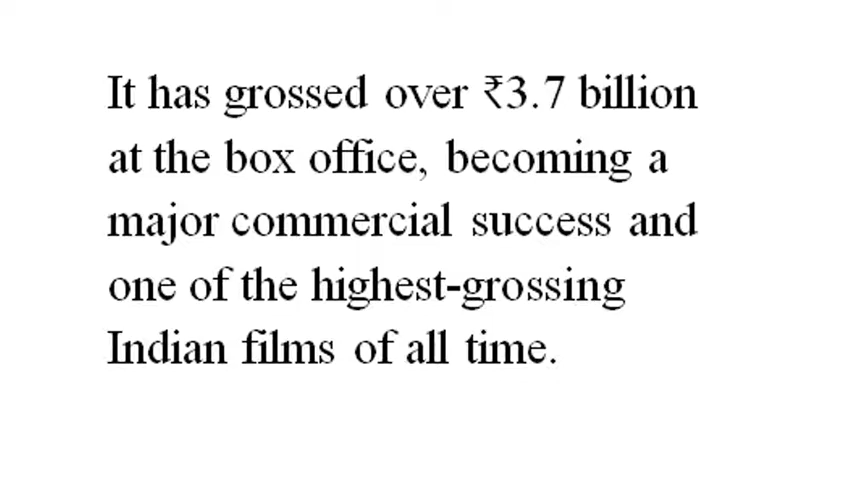 It has grossed over ₹3.7 billion
at the box office, becoming a
major commercial success and
one of the highest-grossing
Indian films of all time.